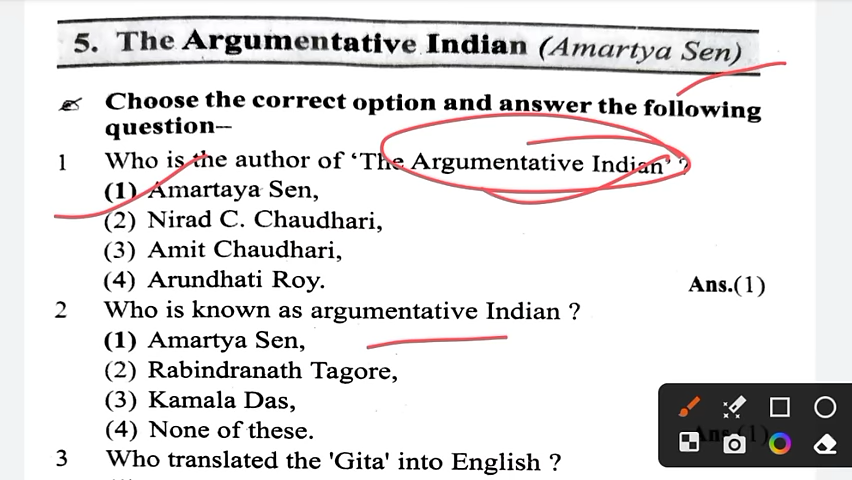 5. The Argumentative Indian (Amartya Sen)
Choose the correct option and answer the following
question--
1 Who is the author of ‘The Argumentative Indian’ ?
(1) Amartaya Sen,
(2) Nirad C. Chaudhari,
(3) Amit Chaudhari,
(4) Arundhati Roy. Ans.(1)
2 Who is known as argumentative Indian ?
(1) Amartya Sen,
(2) Rabindranath Tagore,
(3) Kamala Das,
(4) None of these. Ans.(1)
3 Who translated the 'Gita' into English ?